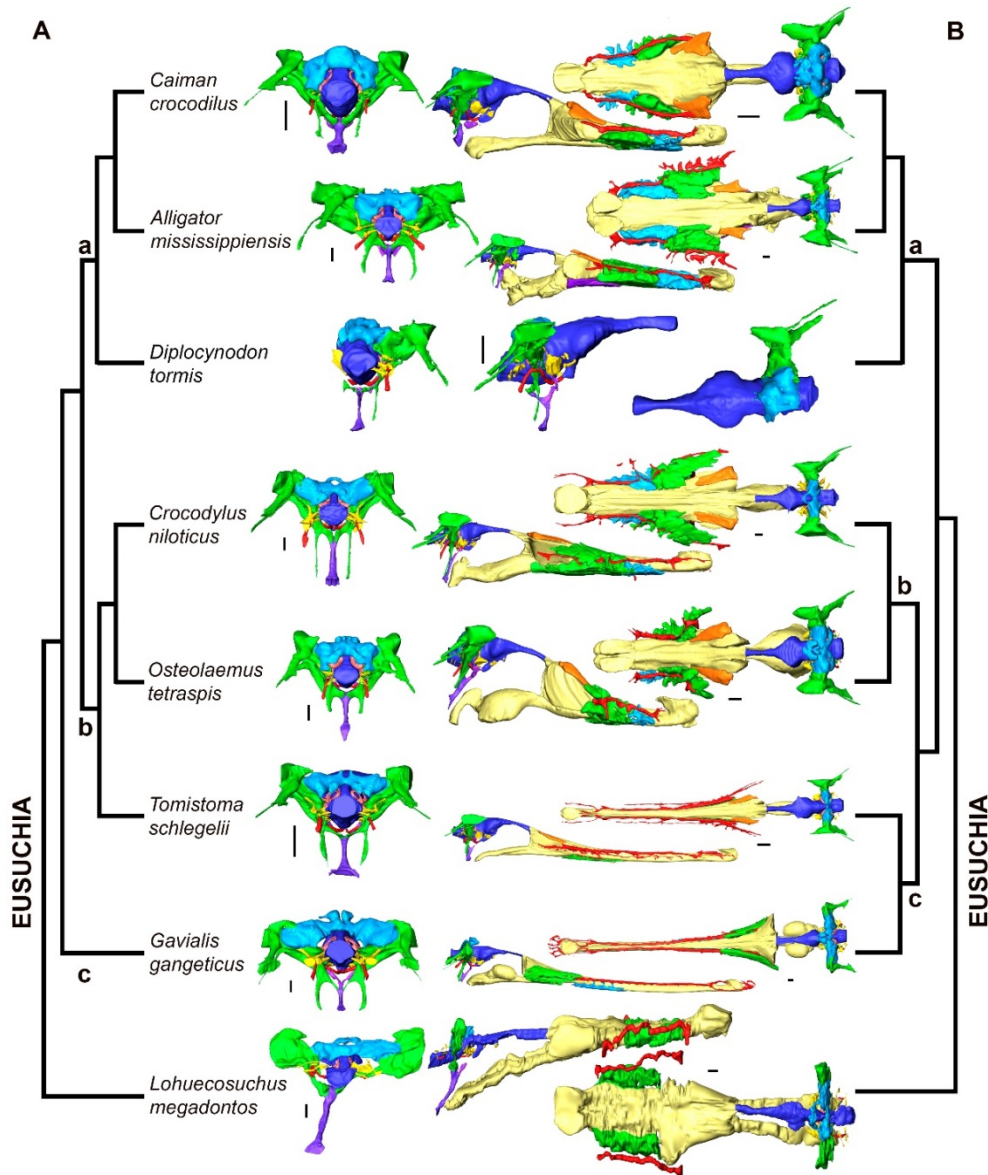 A
B
Caiman
crocodilus
Alligator
mississippiensis
a
a
Diplocynodon
tormis
Crocodylus
niloticus
b
Osteolaemus
tetraspis
b
Tomistoma
schlegelii
c
Gavialis
gangeticus
c
Lohuecosuchus
megadontos
EUSUCHIA
EUSUCHIA